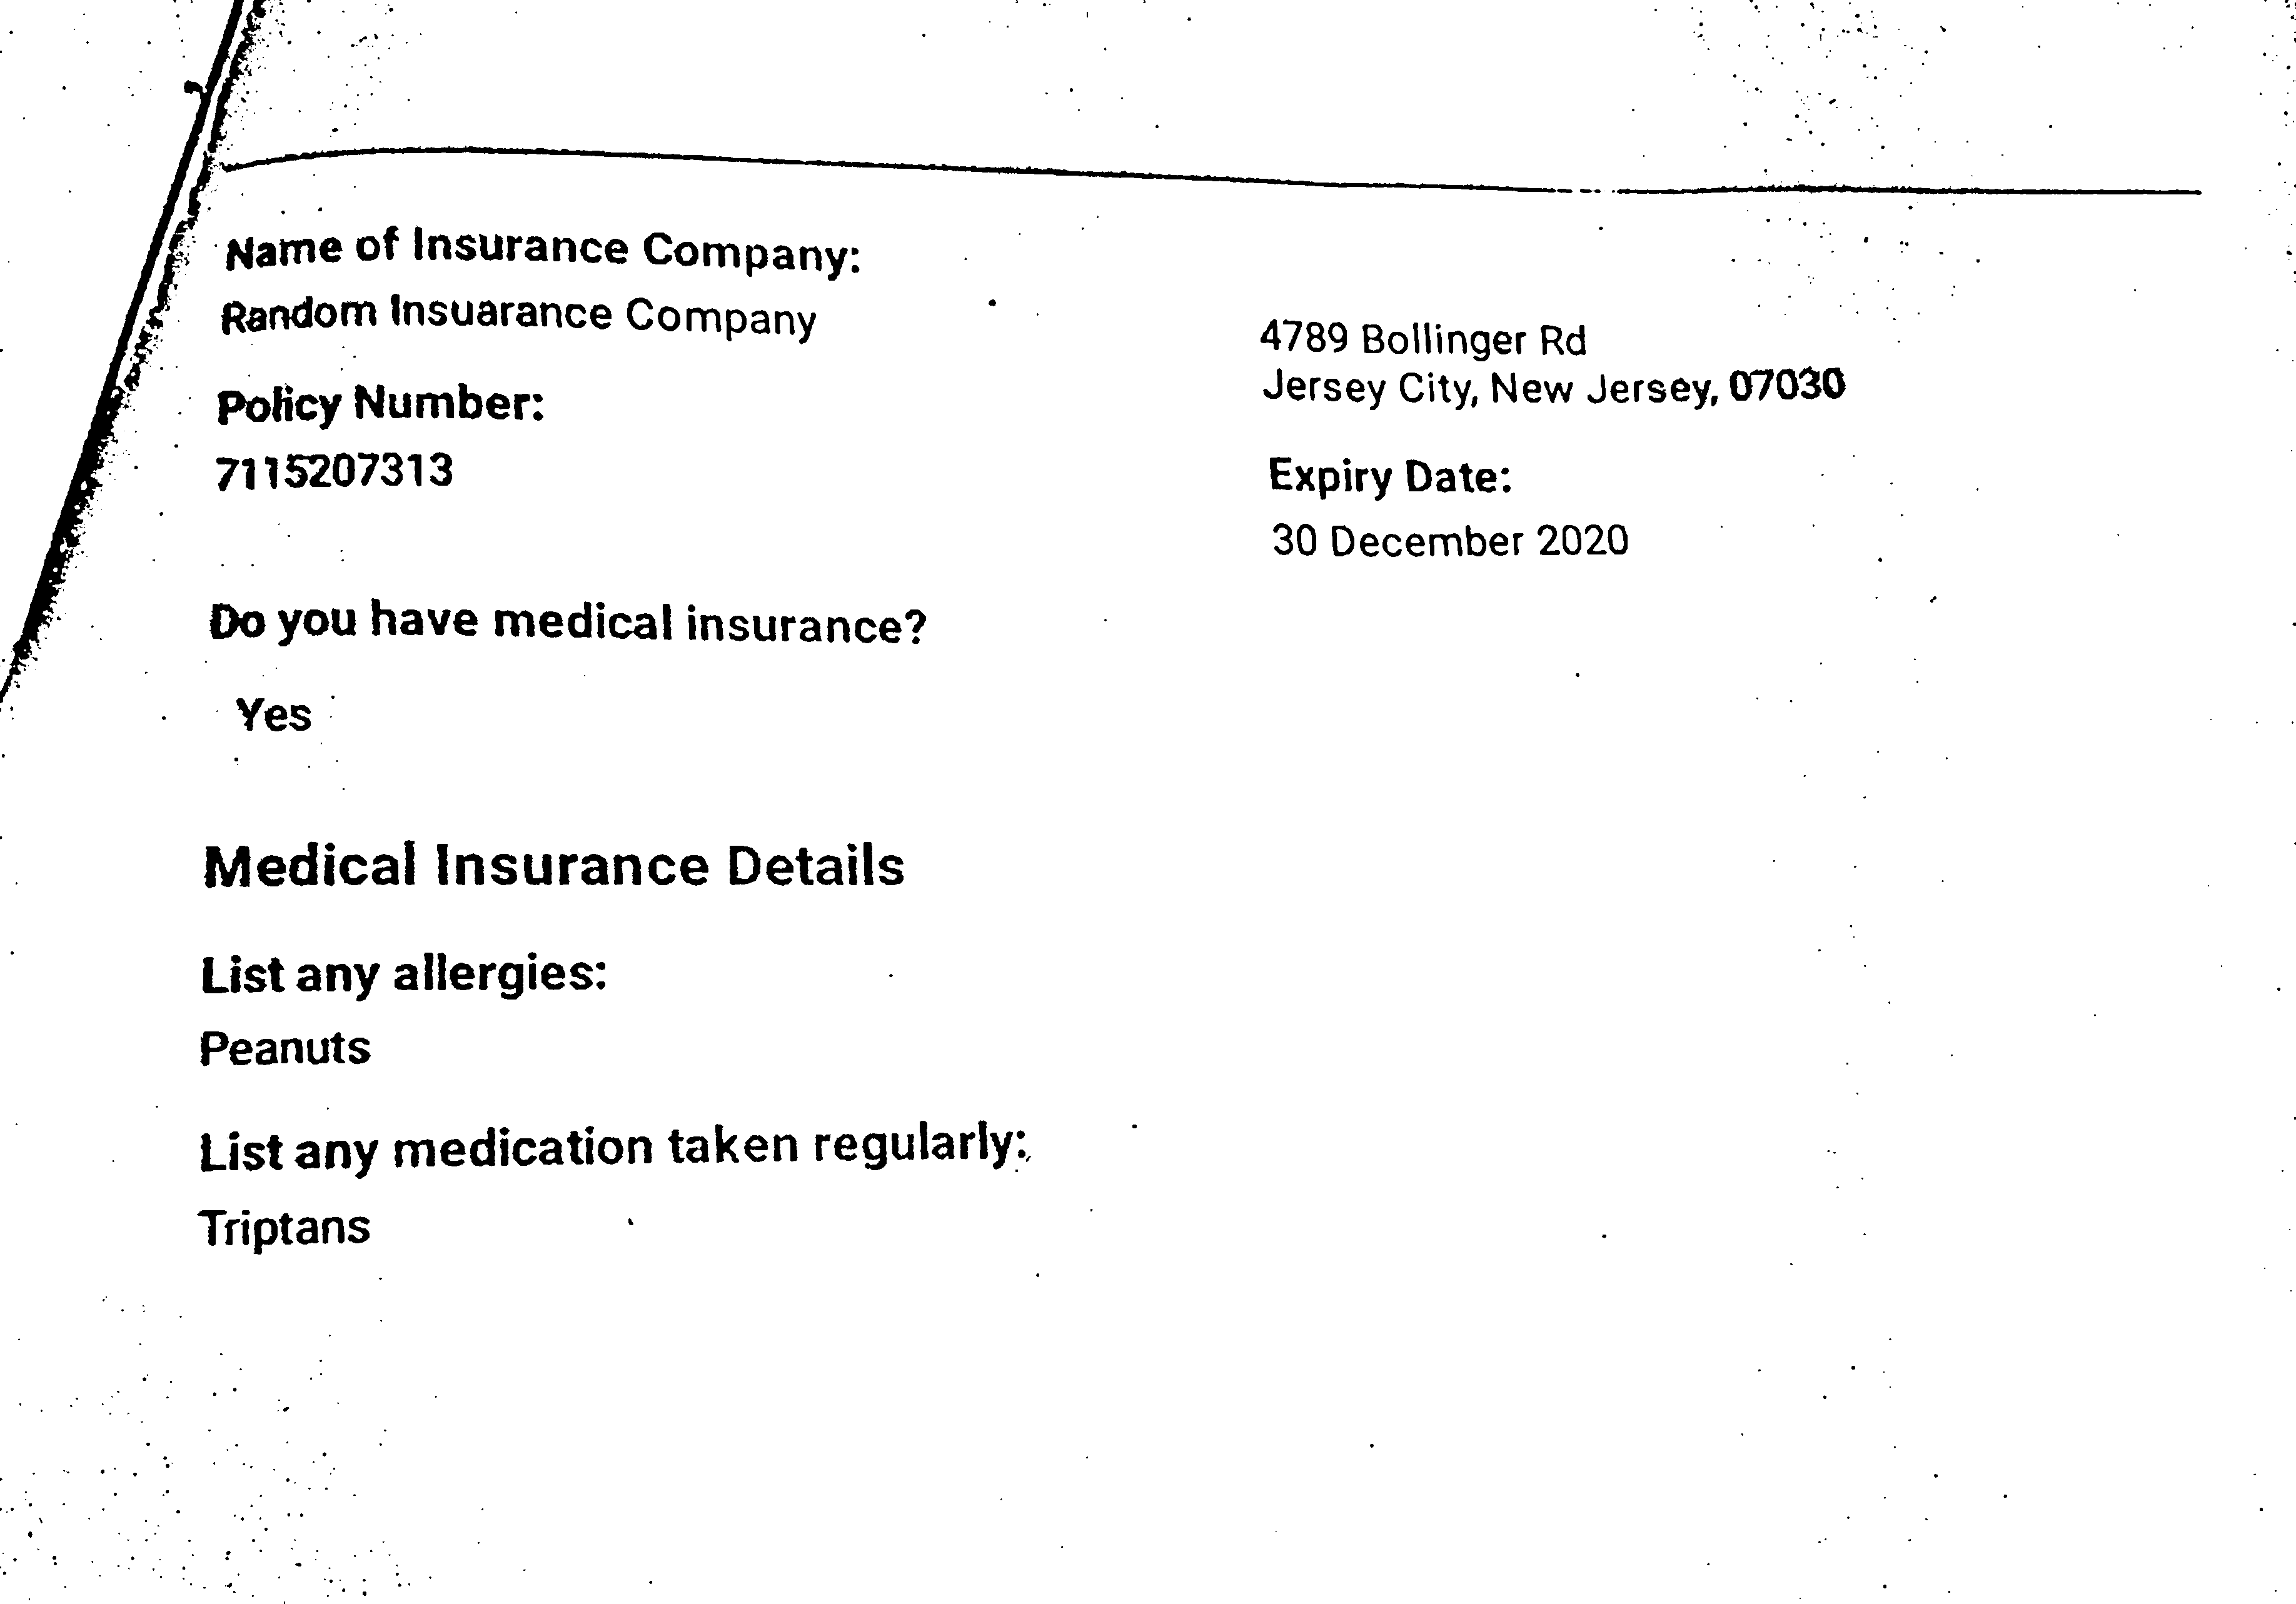 Name of Insurance Company:
Random Insuarance Company
4789 Bollinger Rd
Jersey City, New Jersey, 07030
Policy Number:
7115207313
Expiry Date:
30 December 2020
Do you have medical insurance?
Yes
Medical Insurance Details
List any allergies:
Peanuts
List any medication taken regularly:
Triptans